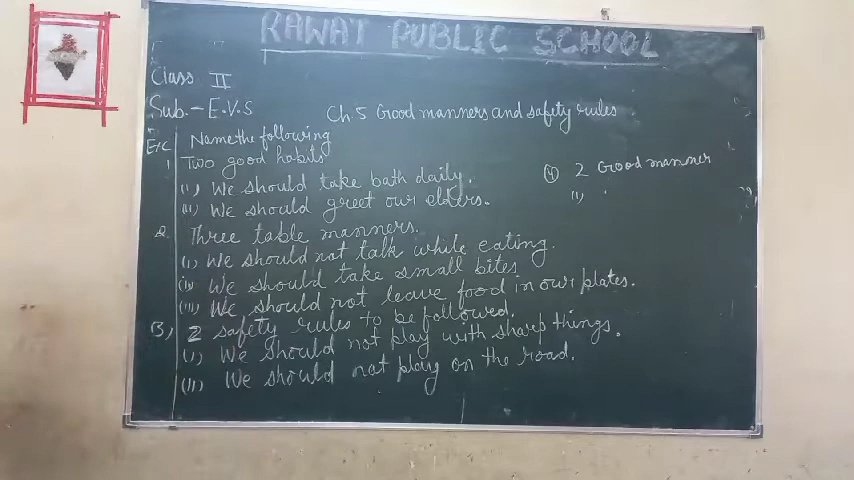 RAWAT PUBLIC SCHOOL
Class II
Sub. - E.V.S
Ch. 5 Good manners and safety rules
Ex C Name the following
1 Two good habits
(i) We should take bath daily.
(ii) We should greet our elders.
2. Three table manners.
(i) We should not talk while eating.
(ii) We should take small bites
(iii) We should not leave food in our plates.
(3) 2 safety rules to be followed.
(i) We should not play with sharp things.
(ii) We should not play on the road.
(4) 2 Good manner
(i)